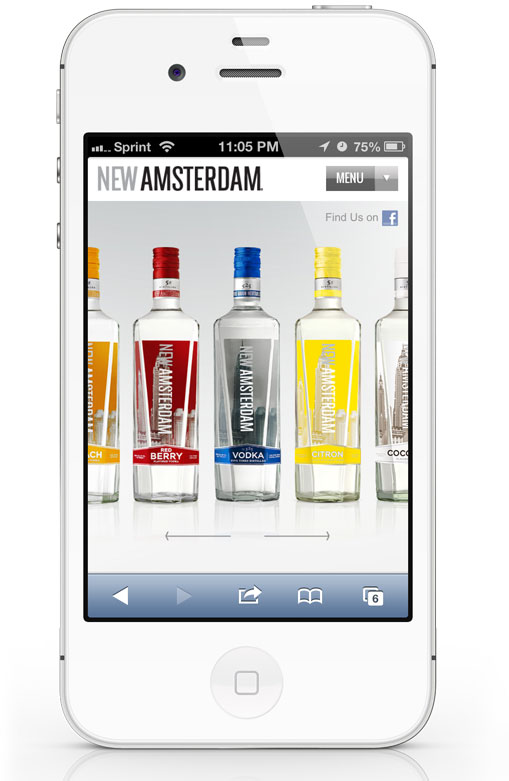 Sprint 11:05 PM 75%
NEW AMSTERDAM MENU
Find Us on f
NEW AMSTERDAM NEW AMSTERDAM NEW AMSTERDAM
ACH RED BERRY VODKA CITRON COCO
6